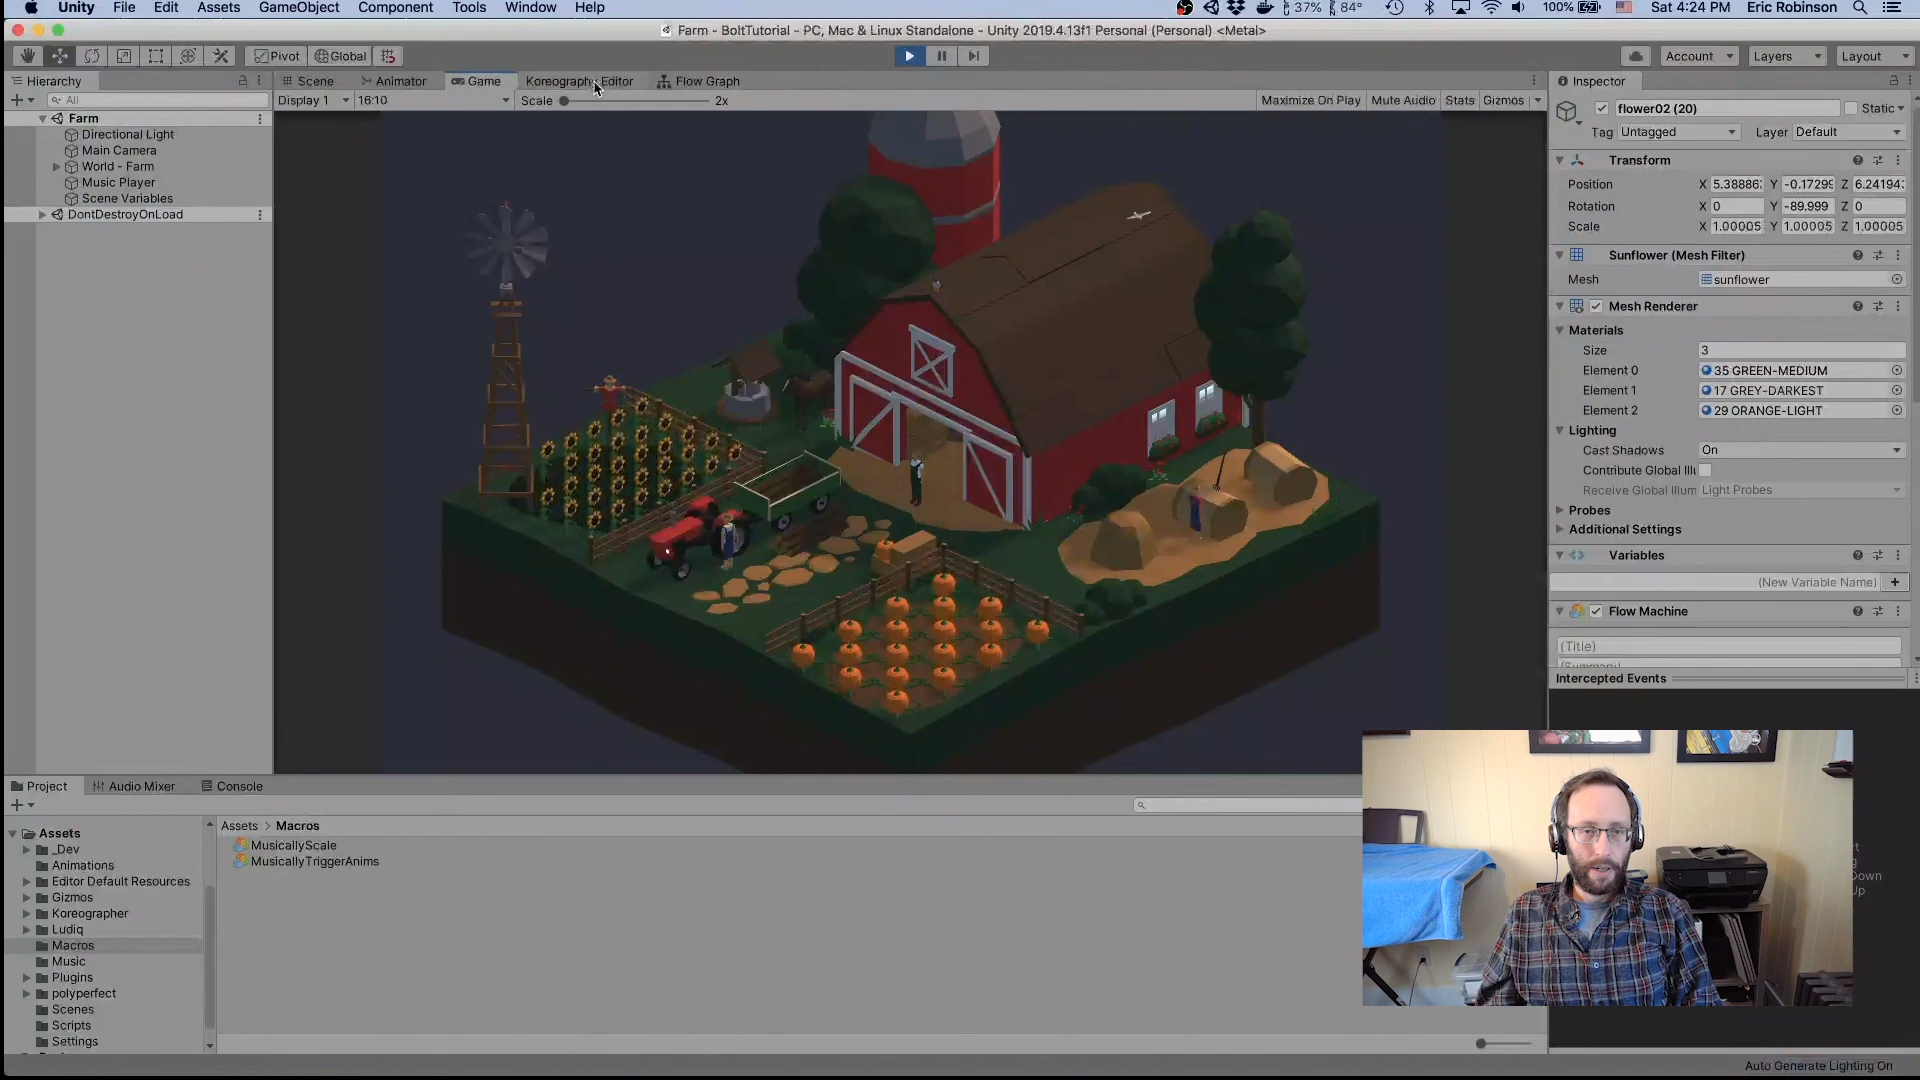 Unity File Edit Assets GameObject Component Tools Window Help 37% 84° 100% Sat 4:24 PM Eric Robinson
Farm - BoltTutorial - PC, Mac & Linux Standalone - Unity 2019.4.13f1 Personal (Personal) <Metal>
Pivot Global Account Layers Layout
Hierarchy Scene Animator Game Koreography Editor Flow Graph Inspector
All Display 1 16:10 Scale 2x Maximize On Play Mute Audio Stats Gizmos
flower02 (20) Static
Farm
Tag Untagged Layer Default
Directional Light
Main Camera
World - Farm
Music Player
Scene Variables
DontDestroyOnLoad
Transform
Position X 5.38886 Y -0.1729 Z 6.24194
Rotation X 0 Y -89.999 Z 0
Scale X 1.00005 Y 1.00005 Z 1.00005
Sunflower (Mesh Filter)
Mesh sunflower
Mesh Renderer
Materials
Size 3
Element 0 35 GREEN-MEDIUM
Element 1 17 GREY-DARKEST
Element 2 29 ORANGE-LIGHT
Lighting
Cast Shadows On
Contribute Global Illu
Receive Global Illum Light Probes
Probes
Additional Settings
Variables
(New Variable Name)
Flow Machine
(Title)
(Summary)
Intercepted Events
Project Audio Mixer Console
Assets > Macros
MusicallyScale
MusicallyTriggerAnims
Assets
_Dev
Animations
Editor Default Resources
Gizmos
Koreographer
Ludiq
Macros
Music
Plugins
polyperfect
Scenes
Scripts
Settings
Down
Up
Auto Generate Lighting On